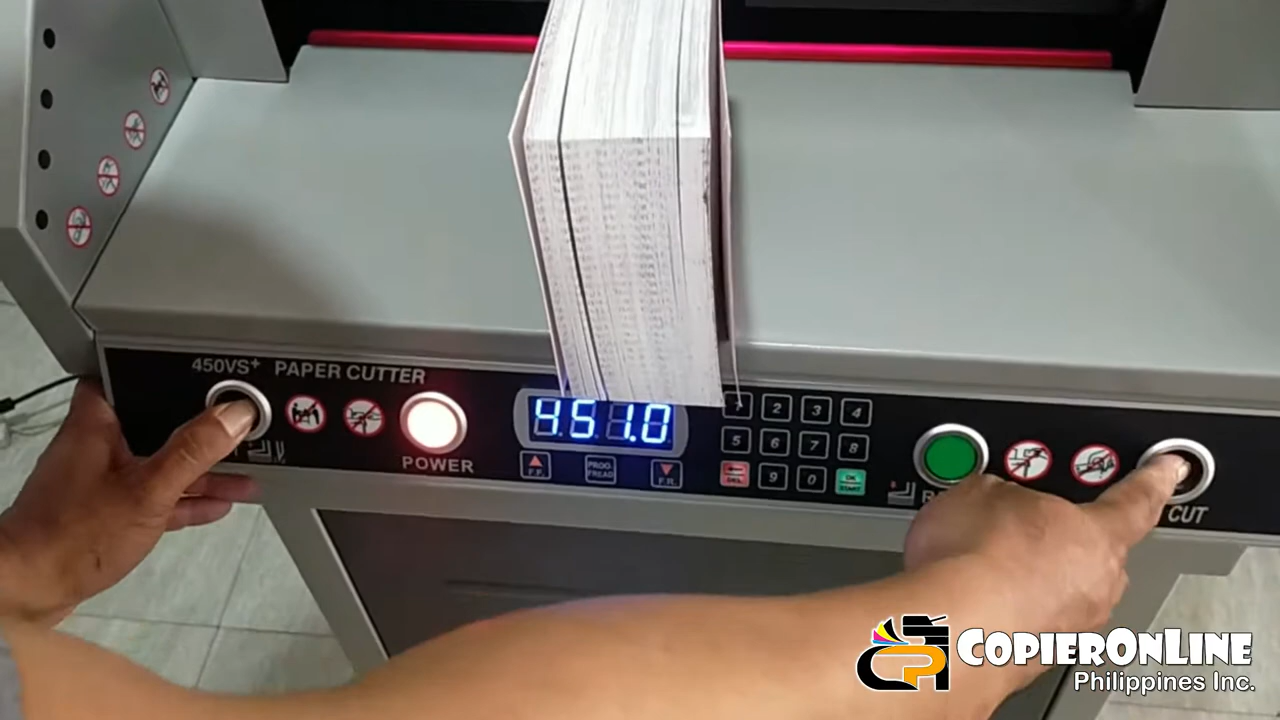 450VS+ PAPER CUTTER
POWER
451.0
F.F.
PROG
/READ
F.R.
1 2 3 4
5 6 7 8
DEL 9 0 OK
START
CUT
COPIERONLINE
Philippines Inc.